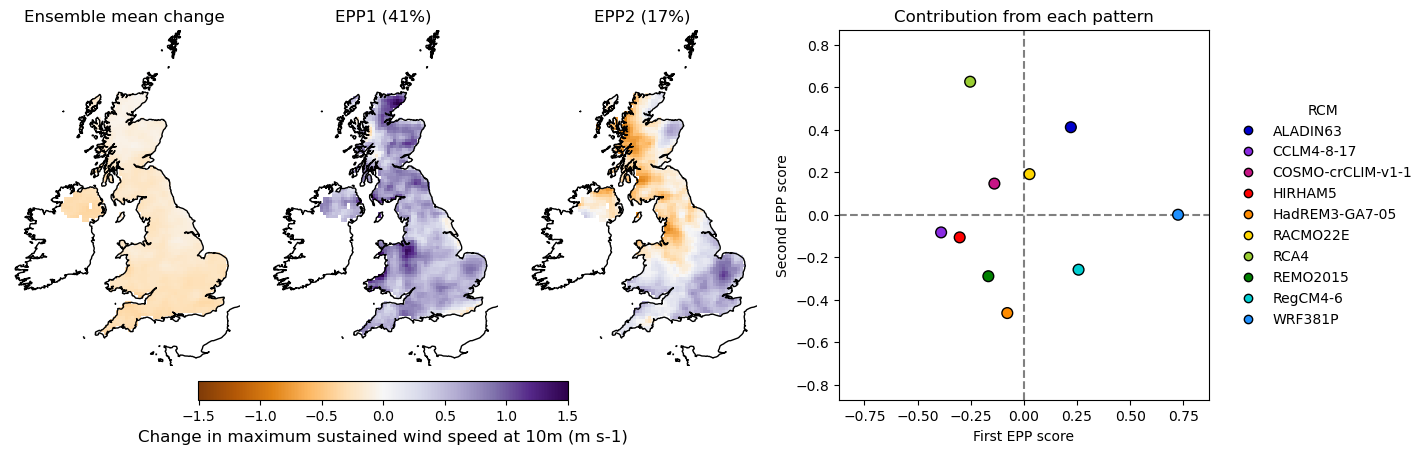 Ensemble mean change
EPP1 (41%)
EPP2 (17%)
−1.5 −1.0 −0.5 0.0 0.5 1.0 1.5
Change in maximum sustained wind speed at 10m (m s-1)
Contribution from each pattern
Second EPP score
0.8
0.6
0.4
0.2
0.0
−0.2
−0.4
−0.6
−0.8
−0.75 −0.50 −0.25 0.00 0.25 0.50 0.75
First EPP score
RCM
ALADIN63
CCLM4-8-17
COSMO-crCLIM-v1-1
HIRHAM5
HadREM3-GA7-05
RACMO22E
RCA4
REMO2015
RegCM4-6
WRF381P